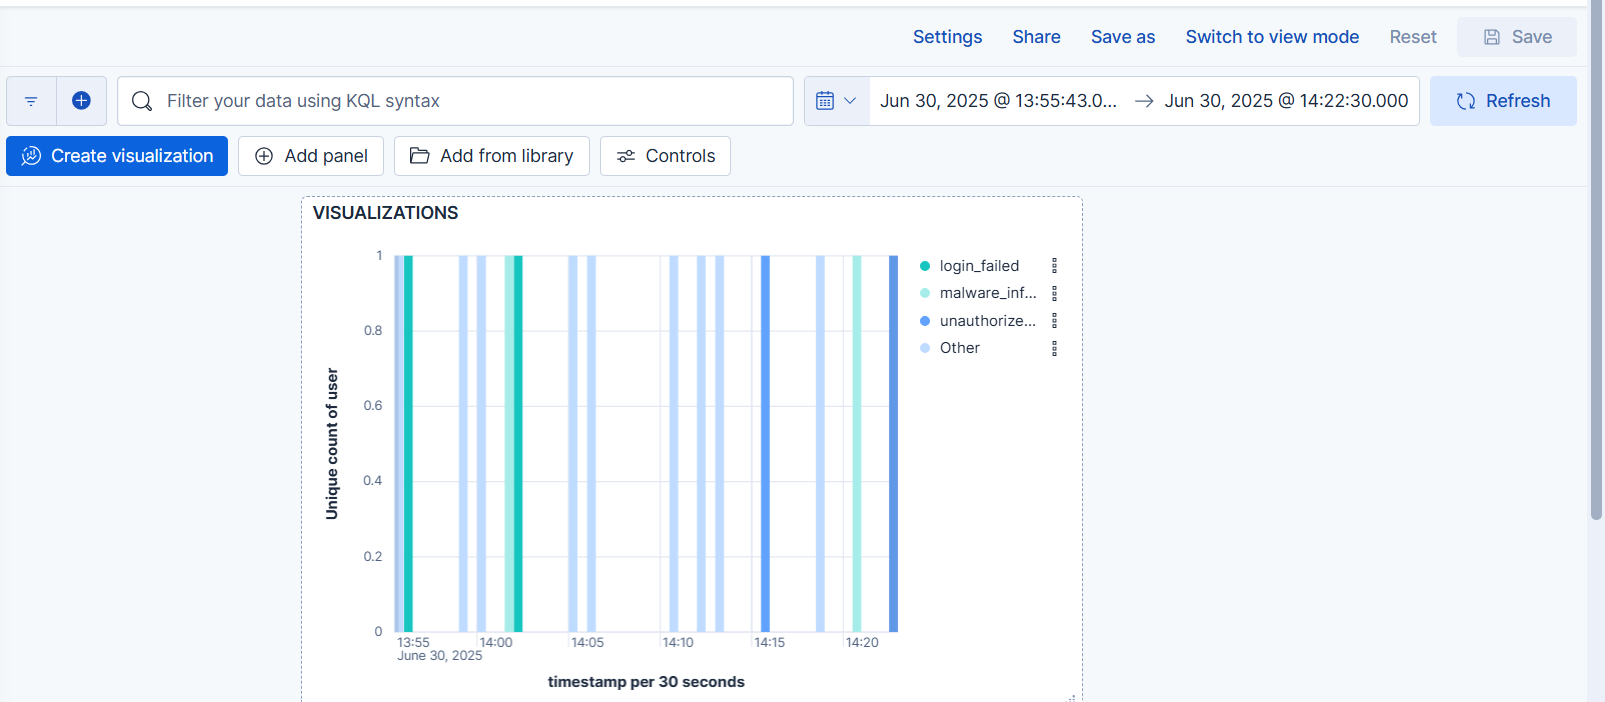 Settings Share Save as Switch to view mode Reset Save
Filter your data using KQL syntax Jun 30, 2025 @ 13:55:43.0... → Jun 30, 2025 @ 14:22:30.000 Refresh
Create visualization Add panel Add from library Controls
VISUALIZATIONS
Unique count of user
1
0.8
0.6
0.4
0.2
0
13:55 14:00 14:05 14:10 14:15 14:20
June 30, 2025
timestamp per 30 seconds
login_failed
malware_inf...
unauthorize...
Other